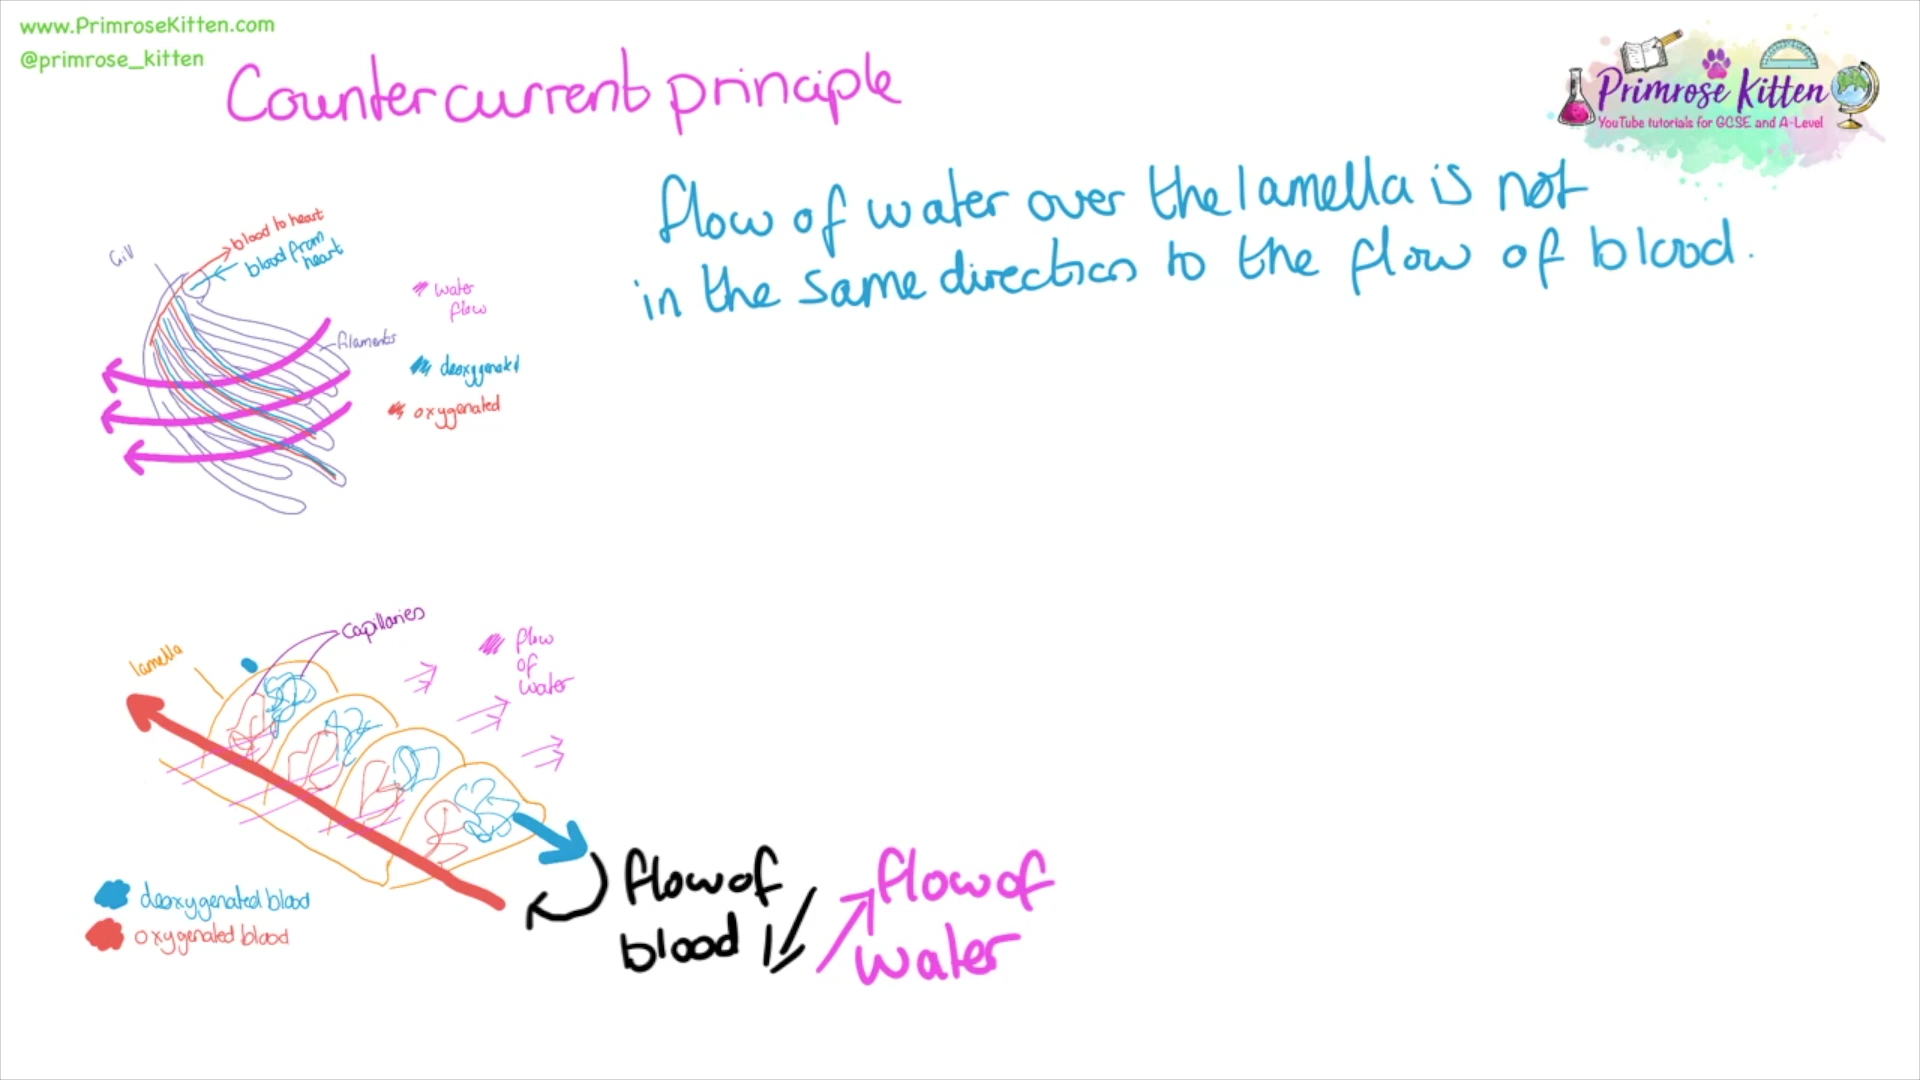 www.PrimroseKitten.com
@primrose_kitten
Primrose Kitten
YouTube tutorials for GCSE and A-Level
Countercurrent principle
flow of water over the lamella is not
in the same direction to the flow of blood.
Gill
blood to heart
blood from
heart
water
flow
filaments
deoxygenated
oxygenated
capillaries
lamella
flow
of
water
deoxygenated blood
oxygenated blood
flow of
blood
flow of
water